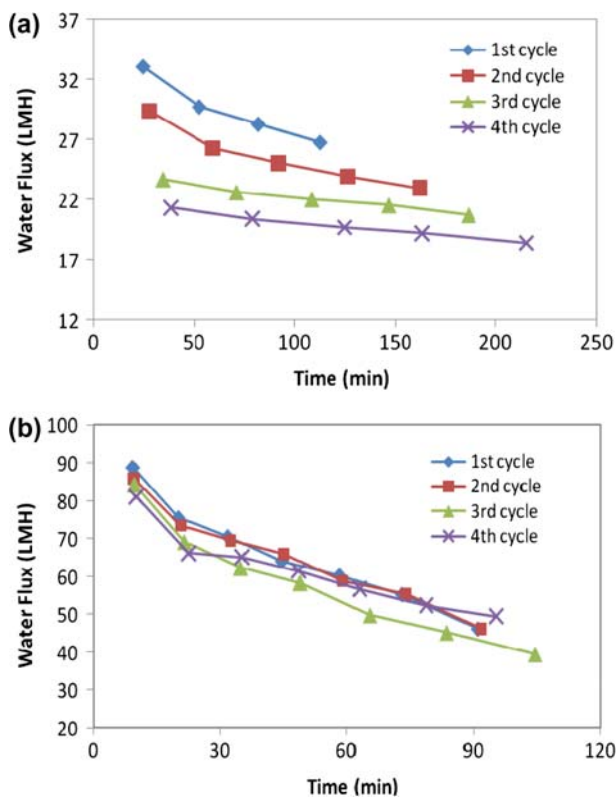 (a)
37
32
27
22
17
12
Water Flux (LMH)
1st cycle
2nd cycle
3rd cycle
4th cycle
0 50 100 150 200 250
Time (min)
(b)
100
90
80
70
60
50
40
30
20
Water Flux (LMH)
1st cycle
2nd cycle
3rd cycle
4th cycle
0 30 60 90 120
Time (min)